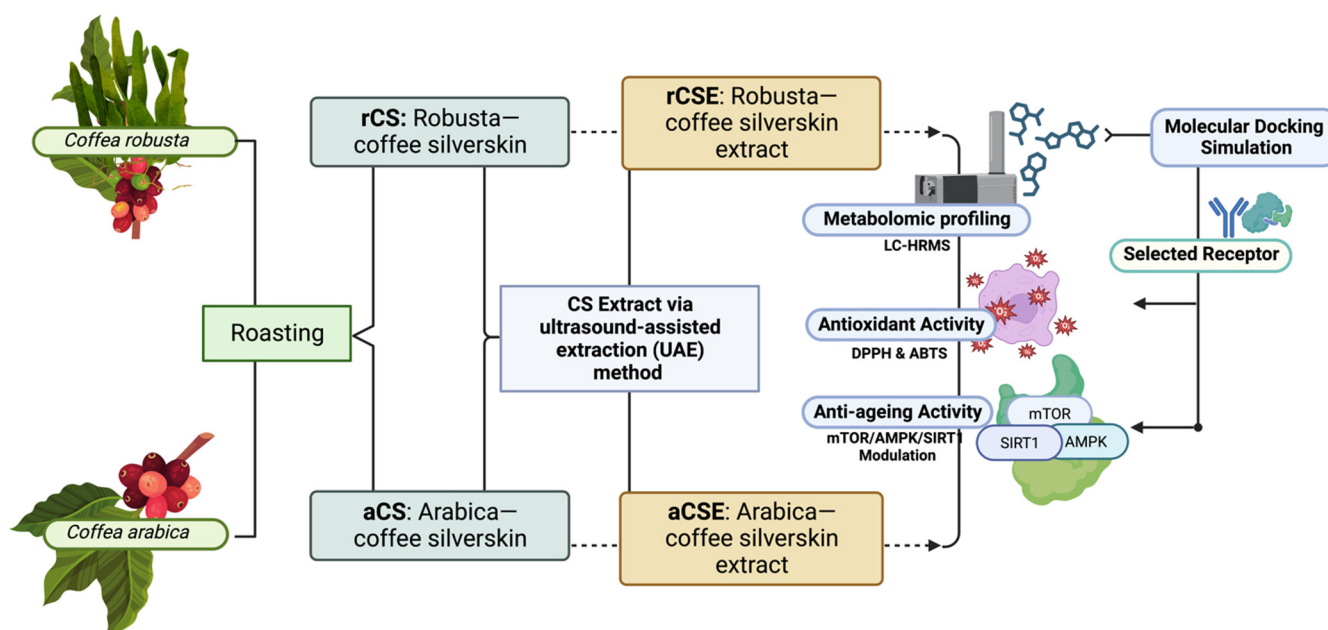 Coffea robusta
Coffea arabica
Roasting
rCS: Robusta—
coffee silverskin
aCS: Arabica—
coffee silverskin
CS Extract via
ultrasound-assisted
extraction (UAE)
method
rCSE: Robusta—
coffee silverskin
extract
aCSE: Arabica—
coffee silverskin
extract
Metabolomic profiling
LC-HRMS
Antioxidant Activity
DPPH & ABTS
Anti-ageing Activity
mTOR/AMPK/SIRT1
Modulation
mTOR
SIRT1
AMPK
Molecular Docking
Simulation
Selected Receptor